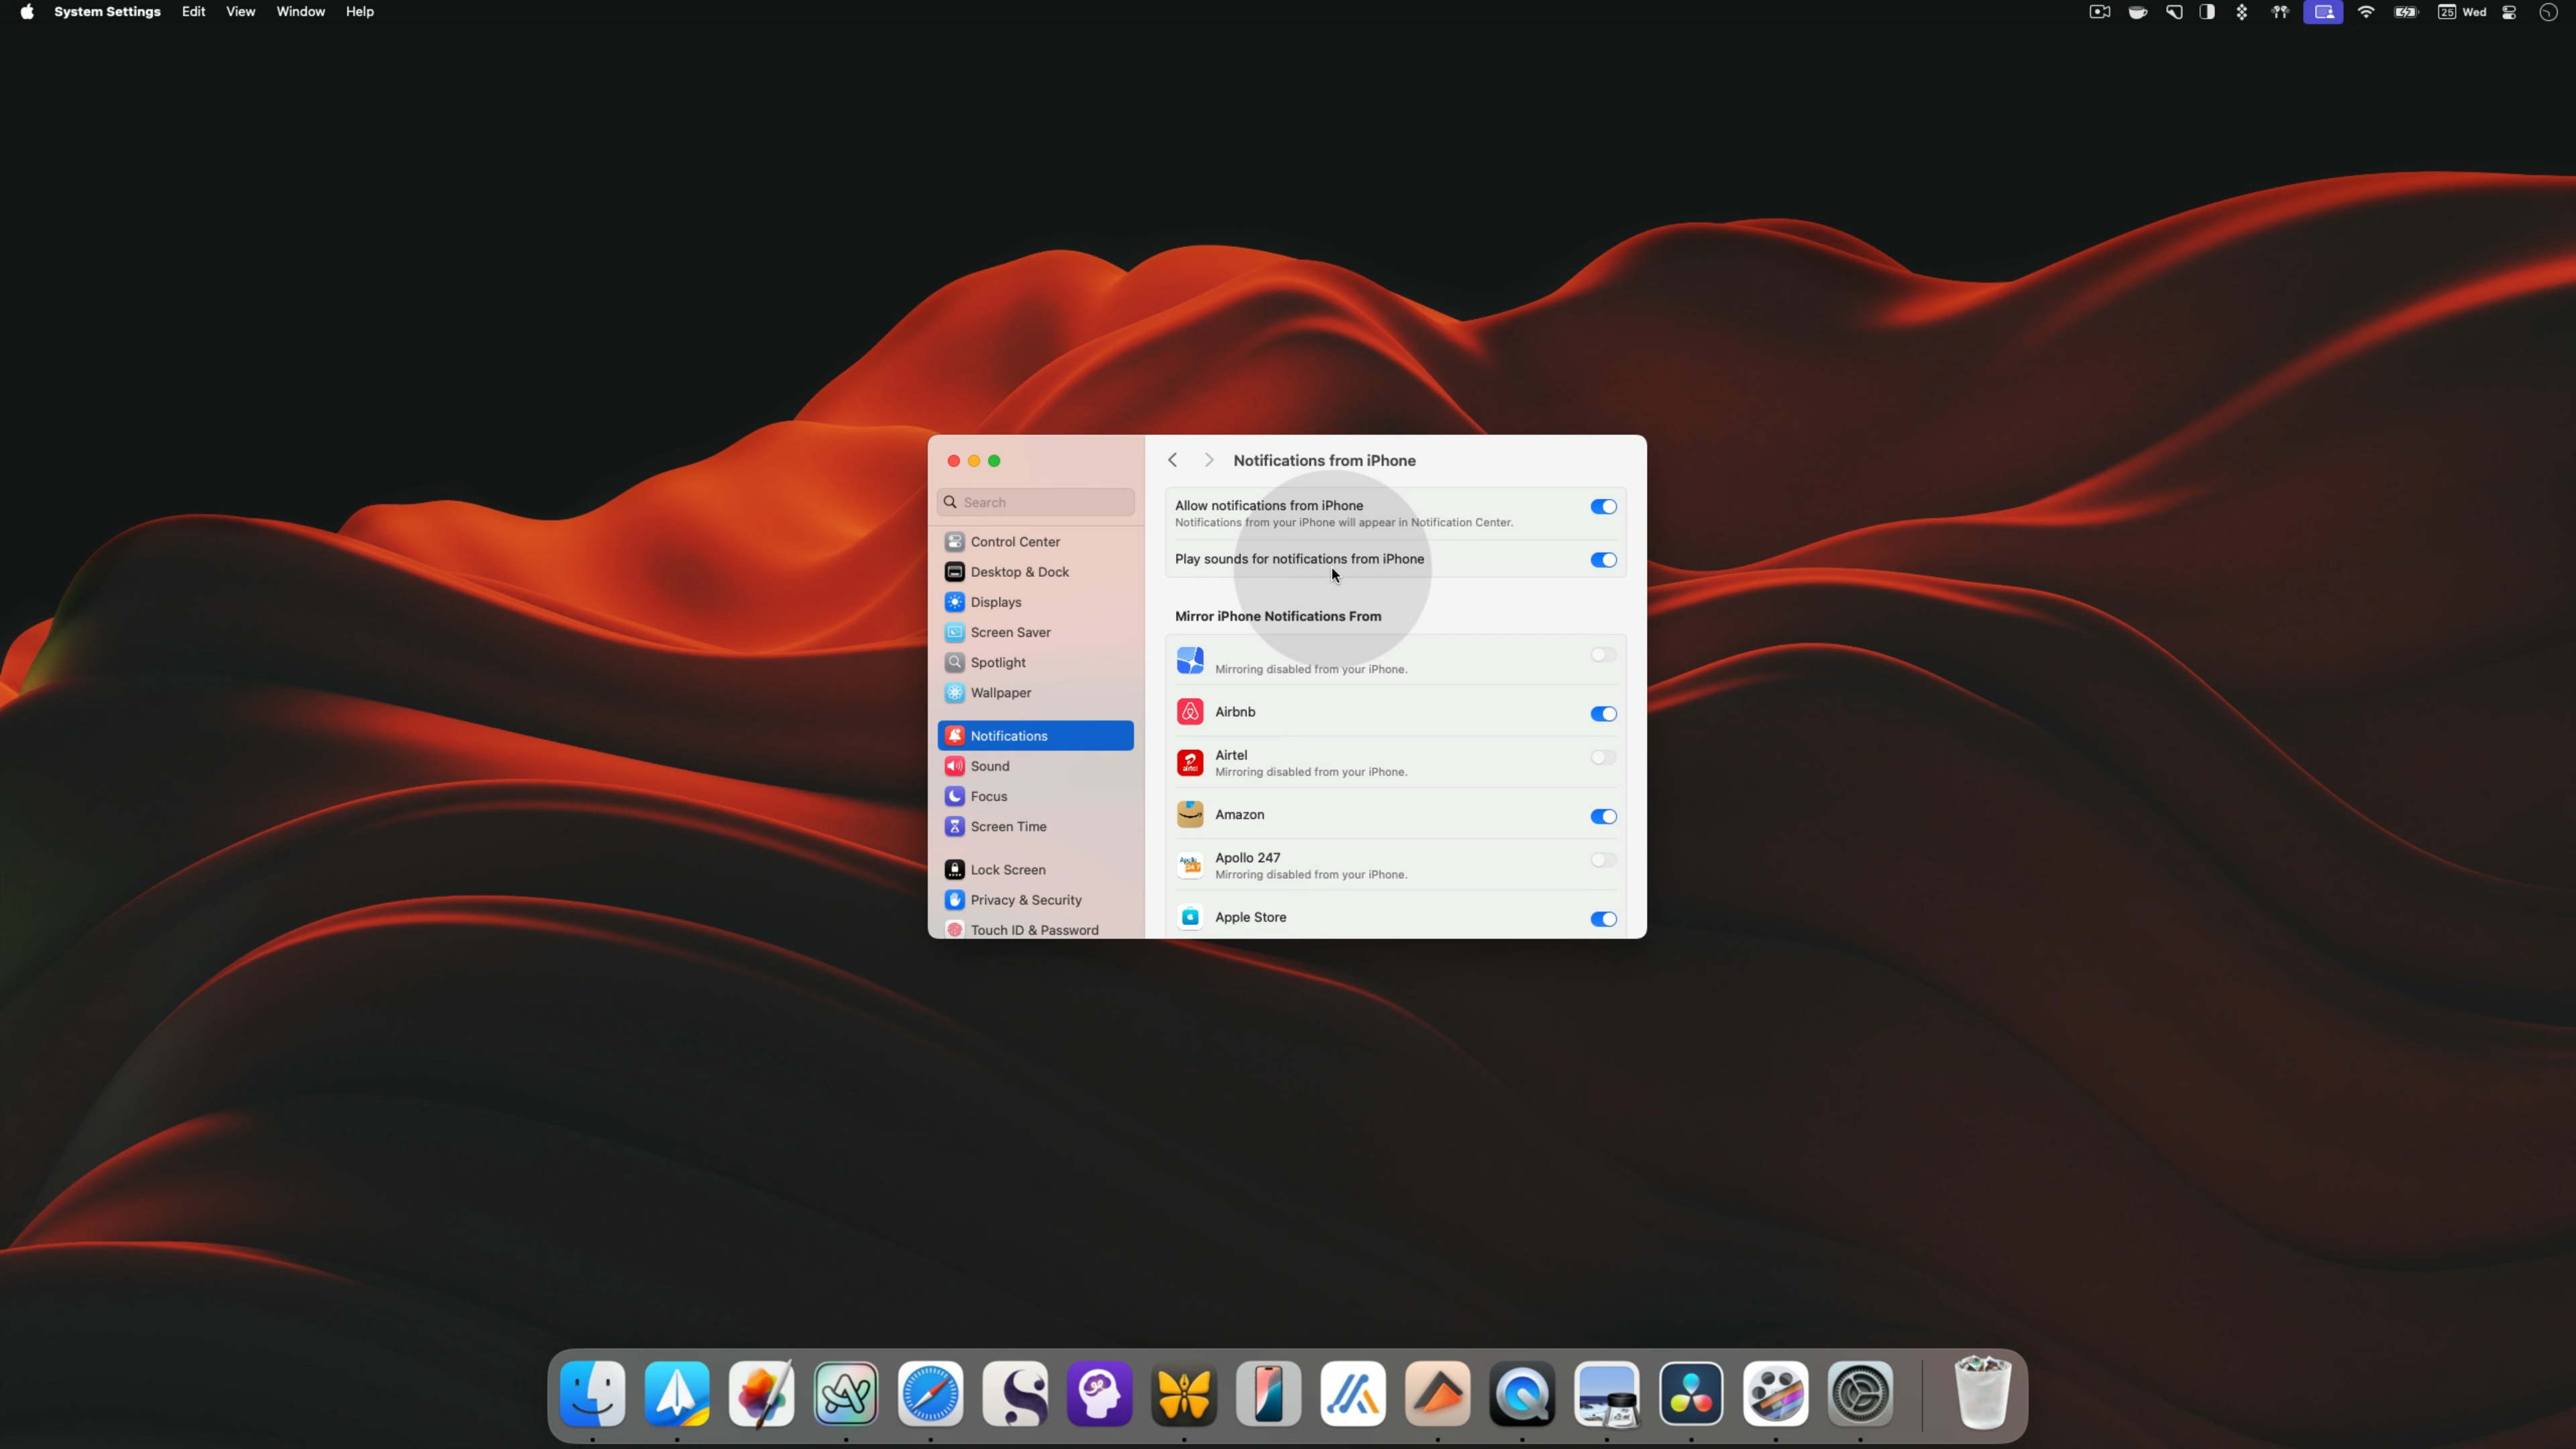 System Settings Edit View Window Help
25 Wed
Notifications from iPhone
Search
Control Center
Desktop & Dock
Displays
Screen Saver
Spotlight
Wallpaper
Notifications
Sound
Focus
Screen Time
Lock Screen
Privacy & Security
Touch ID & Password
Allow notifications from iPhone
Notifications from your iPhone will appear in Notification Center.
Play sounds for notifications from iPhone
Mirror iPhone Notifications From
Mirroring disabled from your iPhone.
Airbnb
airtel
Airtel
Mirroring disabled from your iPhone.
Amazon
Apollo
247
Apollo 247
Mirroring disabled from your iPhone.
Apple Store